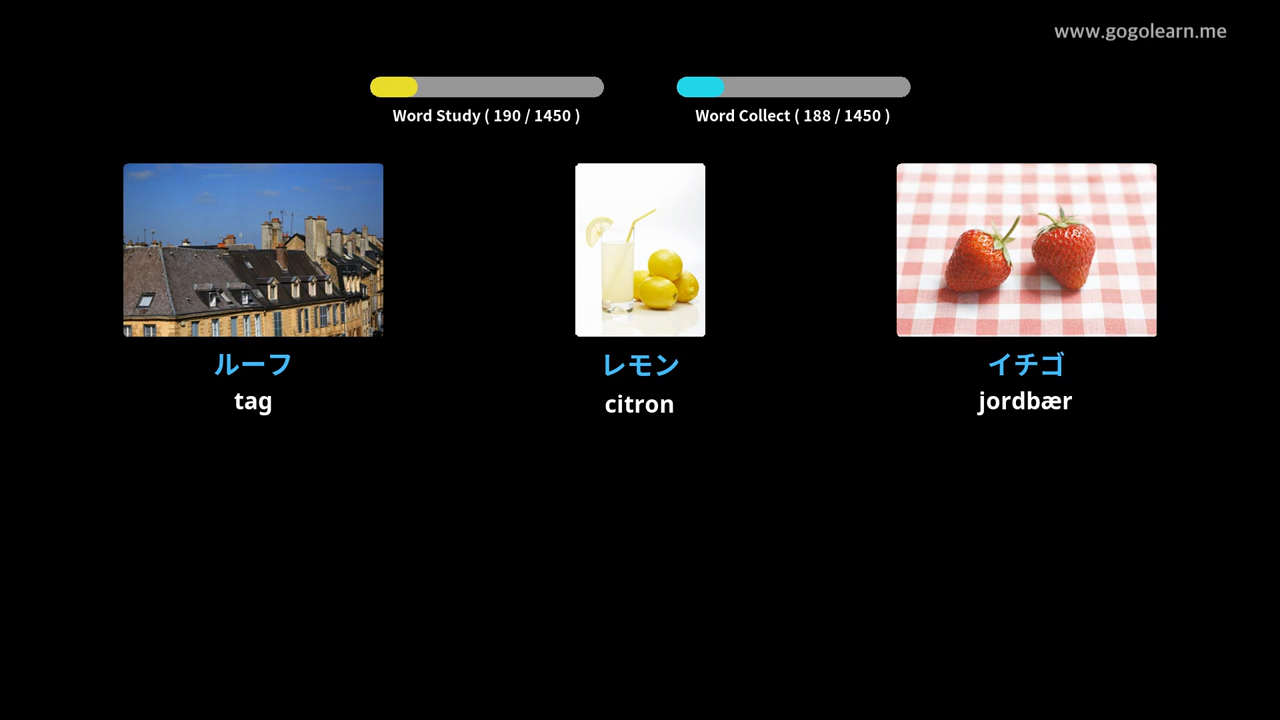 www.gogolearn.me
Word Study ( 190 / 1450 )
Word Collect ( 188 / 1450 )
ルーフ
レモン
イチゴ
tag
citron
jordbær